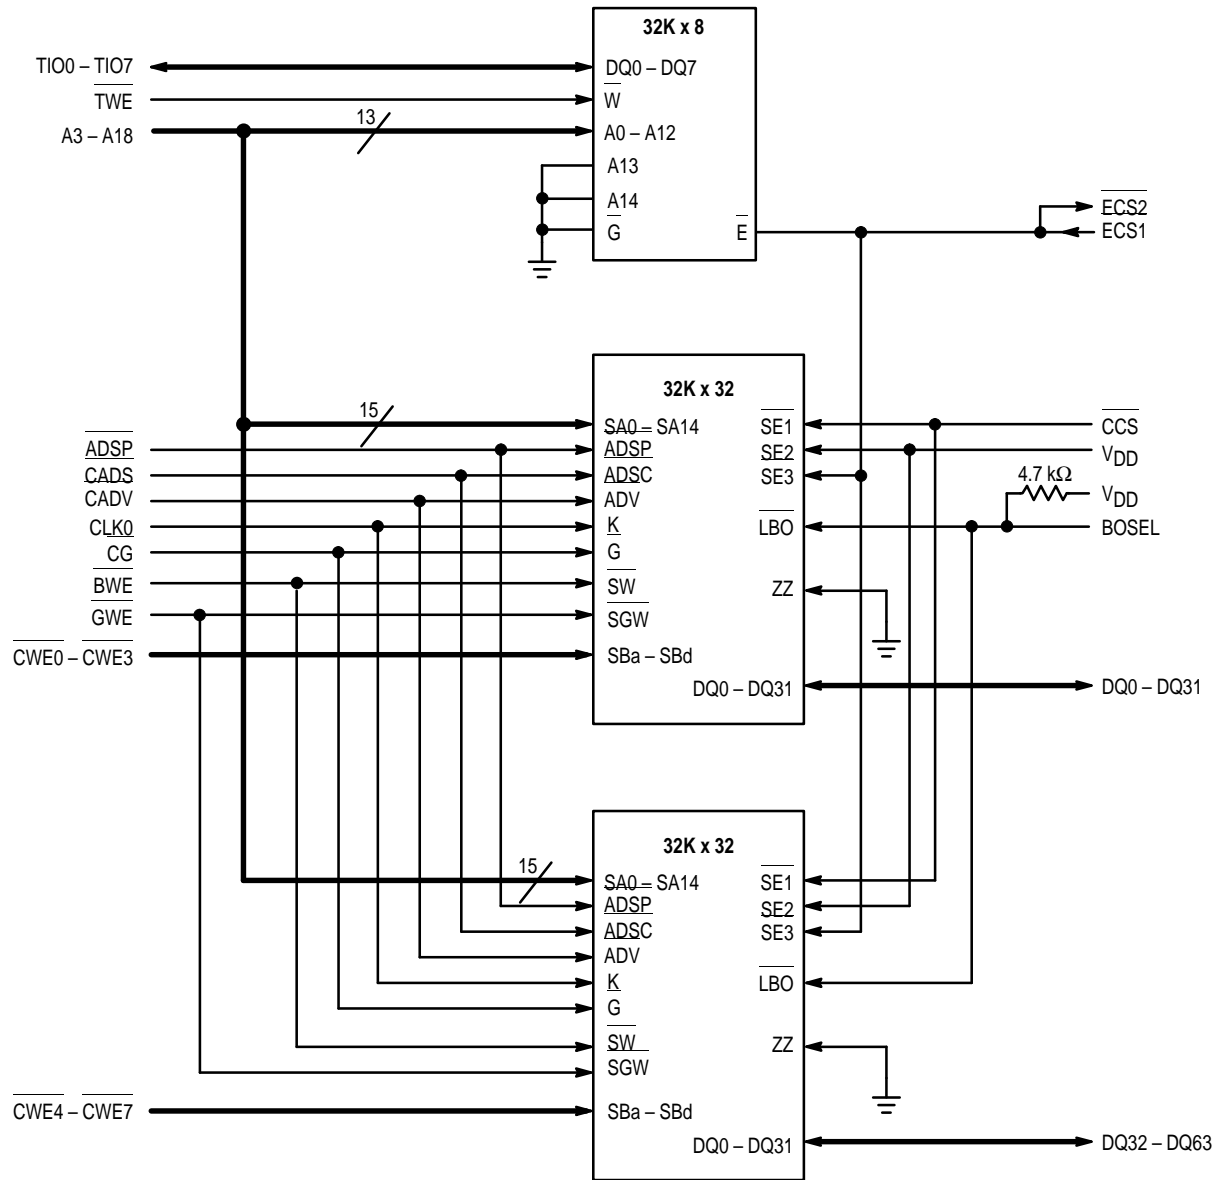 32K x 8
TIO0 – TIO7
DQ0 – DQ7
TWE
W
A3 – A18
13
A0 – A12
A13
A14
G
E
ECS2
ECS1
32K x 32
15
SA0 – SA14
SE1
CCS
ADSP
ADSP
SE2
VDD
CADS
ADSC
SE3
4.7 kΩ
CADV
ADV
VDD
CLK0
K
LBO
BOSEL
CG
G
BWE
SW
ZZ
GWE
SGW
CWE0 – CWE3
SBa – SBd
DQ0 – DQ31
DQ0 – DQ31
32K x 32
15
SA0 – SA14
SE1
ADSP
SE2
ADSC
SE3
ADV
K
LBO
G
SW
ZZ
SGW
CWE4 – CWE7
SBa – SBd
DQ0 – DQ31
DQ32 – DQ63